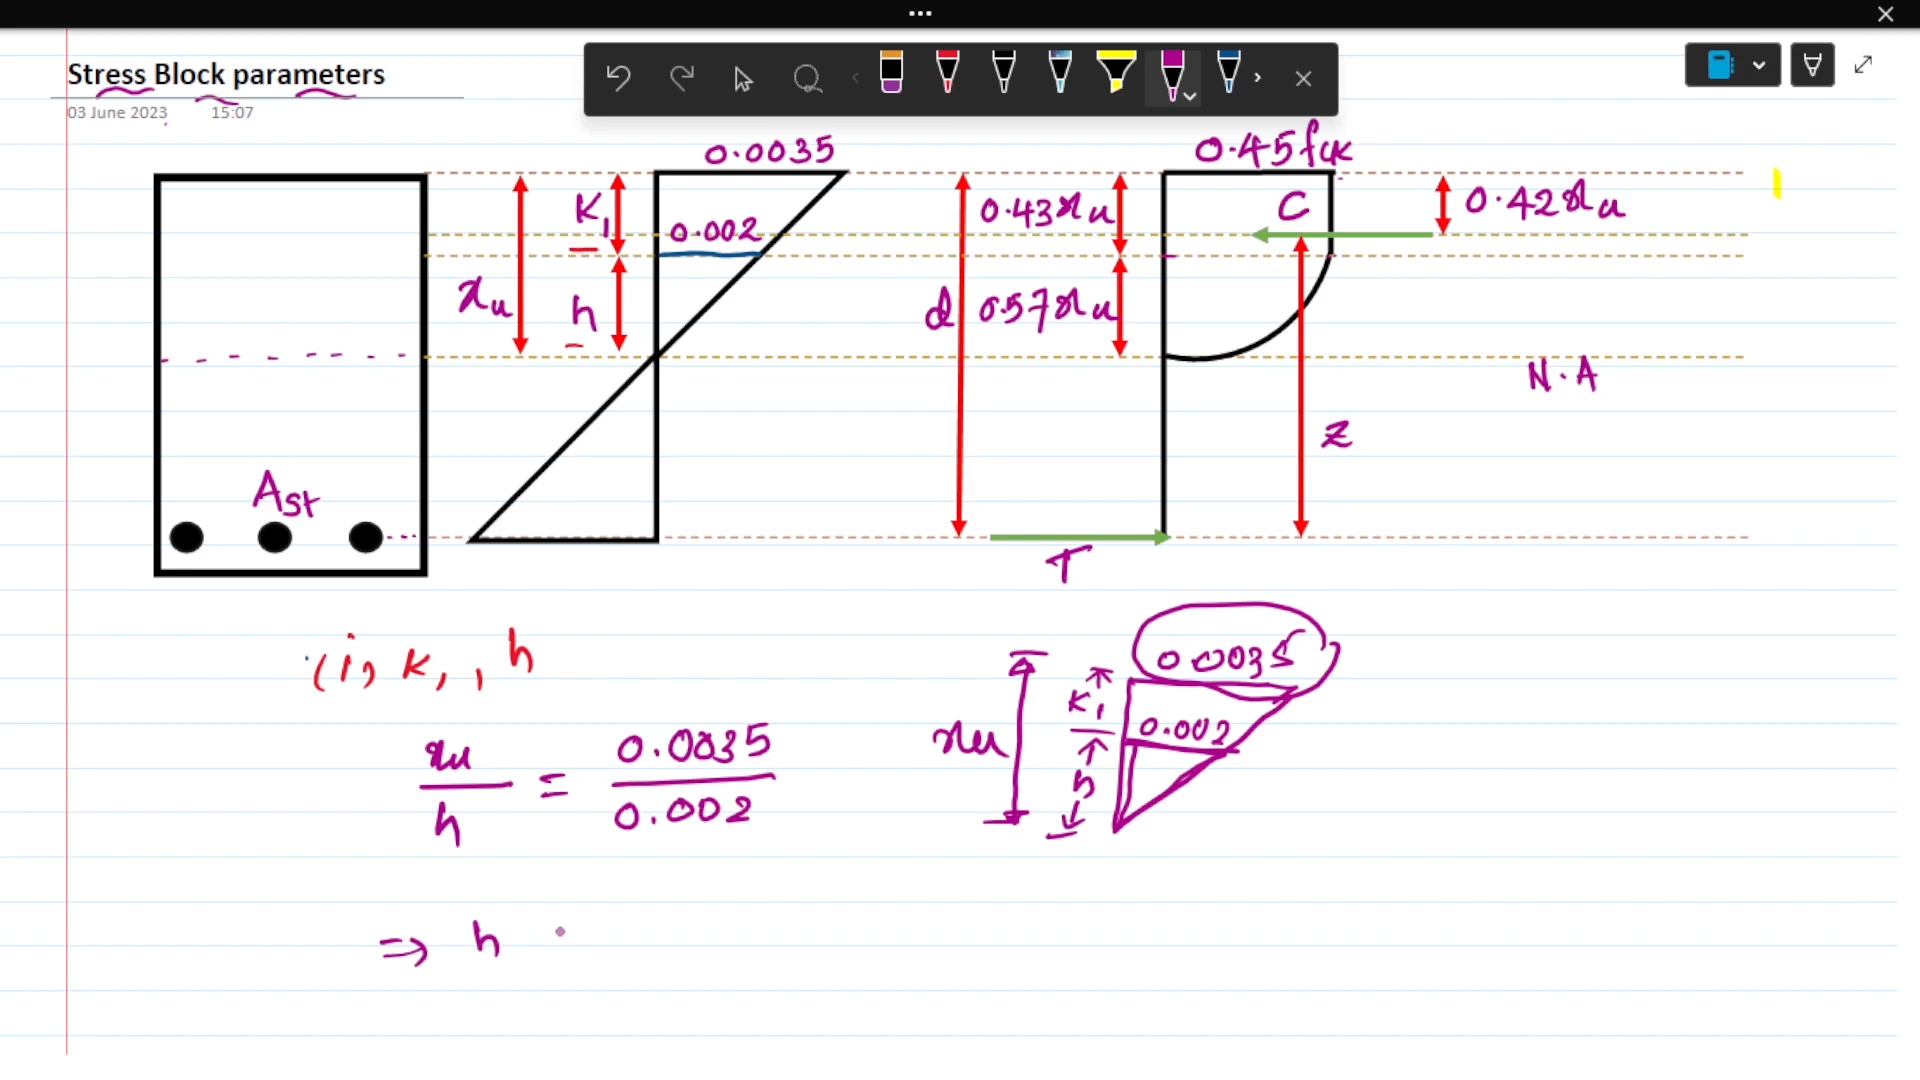 Stress Block parameters
03 June 2023 15:07
0.0035
0.45fck
K1
0.002
0.43xu
C
0.42xu
xu
h
d
0.57xu
N.A
Z
Ast
T
(i) K1, h
0.0035
K1
0.002
xu
h
xu/h = 0.0035/0.002
⇒ h